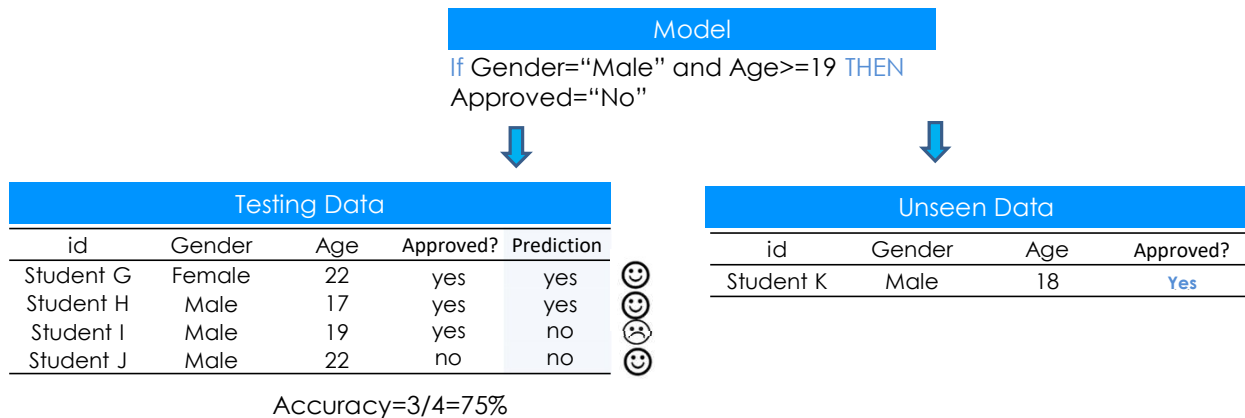 Model
If Gender=“Male” and Age>=19 THEN
Approved=“No”
Testing Data
id Gender Age Approved? Prediction
Student G Female 22 yes yes
Student H Male 17 yes yes
Student I Male 19 yes no
Student J Male 22 no no
Accuracy=3/4=75%
Unseen Data
id Gender Age Approved?
Student K Male 18 Yes